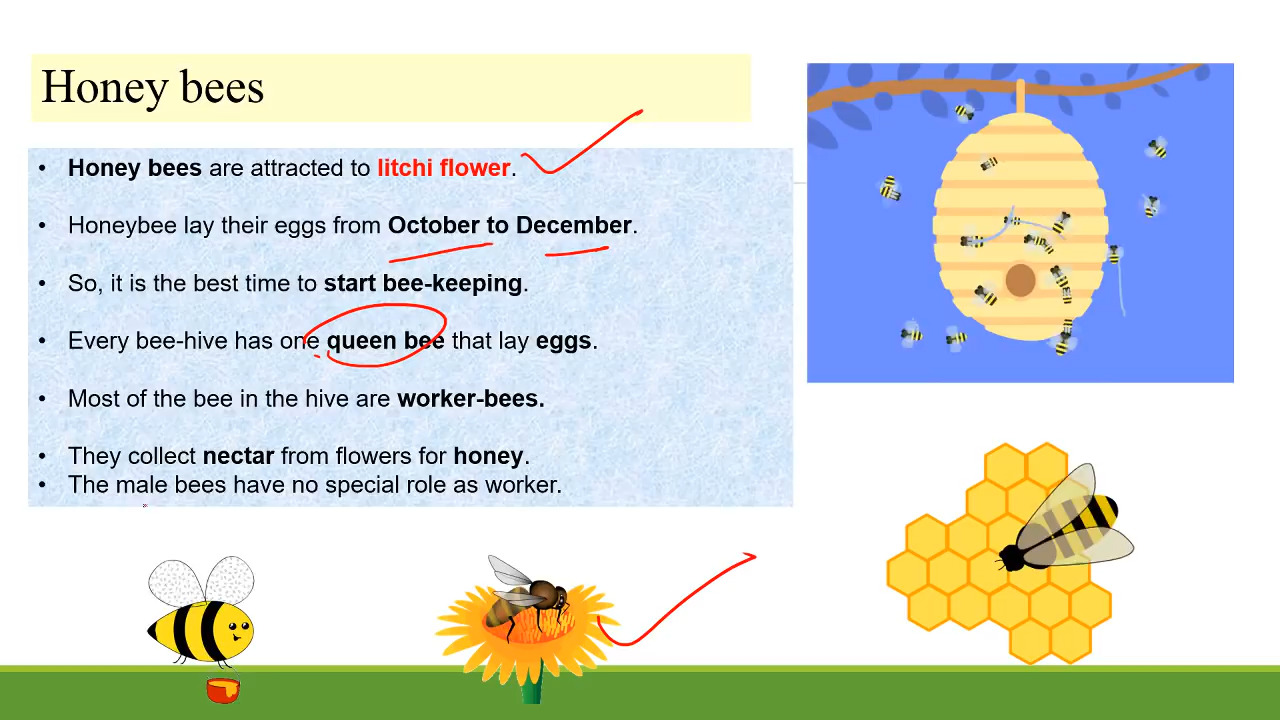 Honey bees
• Honey bees are attracted to litchi flower.
• Honeybee lay their eggs from October to December.
• So, it is the best time to start bee-keeping.
• Every bee-hive has one queen bee that lay eggs.
• Most of the bee in the hive are worker-bees.
• They collect nectar from flowers for honey.
• The male bees have no special role as worker.